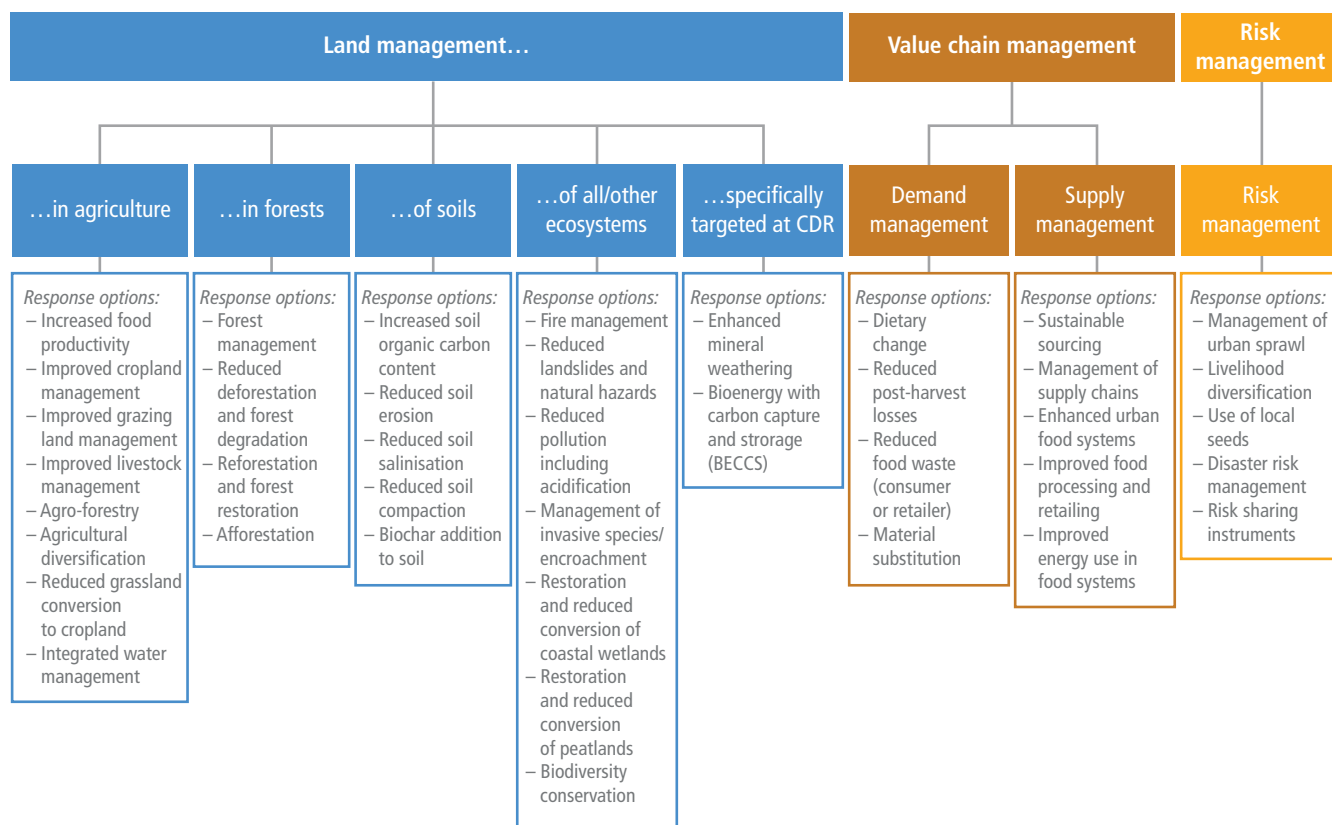 Land management…
Value chain management
Risk
management
…in agriculture
…in forests
…of soils
…of all/other
ecosystems
…specifically
targeted at CDR
Demand
management
Supply
management
Risk
management
Response options:
– Increased food
productivity
– Improved cropland
management
– Improved grazing
land management
– Improved livestock
management
– Agro-forestry
– Agricultural
diversification
– Reduced grassland
conversion
to cropland
– Integrated water
management
Response options:
– Forest
management
– Reduced
deforestation
and forest
degradation
– Reforestation
and forest
restoration
– Afforestation
Response options:
– Increased soil
organic carbon
content
– Reduced soil
erosion
– Reduced soil
salinisation
– Reduced soil
compaction
– Biochar addition
to soil
Response options:
– Fire management
– Reduced
landslides and
natural hazards
– Reduced
pollution
including
acidification
– Management of
invasive species/
encroachment
– Restoration
and reduced
conversion of
coastal wetlands
– Restoration
and reduced
conversion
of peatlands
– Biodiversity
conservation
Response options:
– Enhanced
mineral
weathering
– Bioenergy with
carbon capture
and strorage
(BECCS)
Response options:
– Dietary
change
– Reduced
post-harvest
losses
– Reduced
food waste
(consumer
or retailer)
– Material
substitution
Response options:
– Sustainable
sourcing
– Management of
supply chains
– Enhanced urban
food systems
– Improved food
processing and
retailing
– Improved
energy use in
food systems
Response options:
– Management of
urban sprawl
– Livelihood
diversification
– Use of local
seeds
– Disaster risk
management
– Risk sharing
instruments